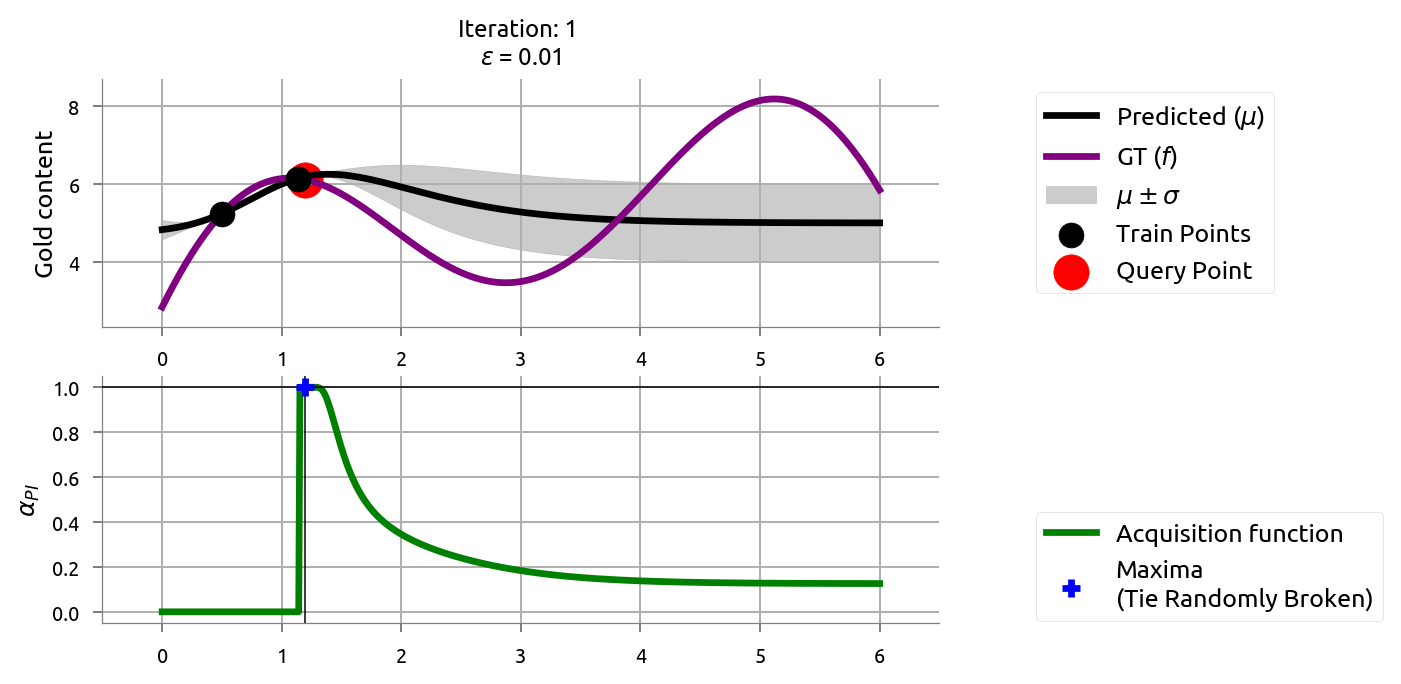 Iteration: 1
ε = 0.01
Gold content
8
6
4
0 1 2 3 4 5 6
Predicted (μ)
GT (f)
μ ± σ
Train Points
Query Point
α_PI
1.0
0.8
0.6
0.4
0.2
0.0
0 1 2 3 4 5 6
Acquisition function
Maxima
(Tie Randomly Broken)